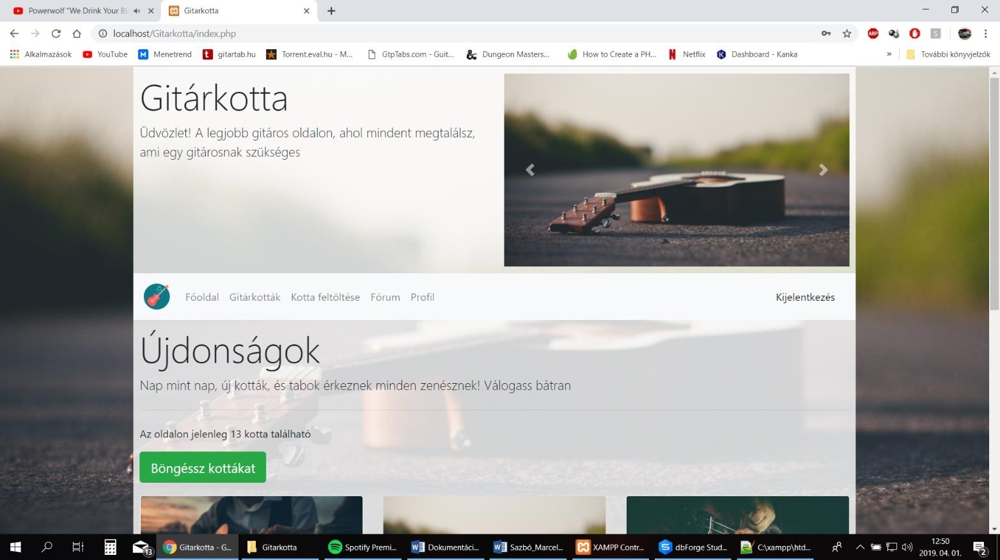 Powerwolf "We Drink Your Bl
Gitarkotta
localhost/Gitarkotta/index.php
ABP
S
Alkalmazások
YouTube
M
Menetrend
t
gitartab.hu
Torrent.eval.hu - M...
GtpTabs.com - Guit...
Dungeon Masters...
How to Create a PH...
N
Netflix
K
Dashboard - Kanka
»
További könyvjelzők
Gitárkotta
Üdvözlet! A legjobb gitáros oldalon, ahol mindent megtalálsz,
ami egy gitárosnak szükséges
Főoldal
Gitárkották
Kotta feltöltése
Fórum
Profil
Kijelentkezés
Újdonságok
Nap mint nap, új kották, és tabok érkeznek minden zenésznek! Válogass bátran
Az oldalon jelenleg 13 kotta található
Böngéssz kottákat
13
Gitarkotta - G...
Gitarkotta
Spotify Premi...
Dokumentáci...
Sazbó_Marcel...
XAMPP Contr...
dbForge Stud...
C:\xampp\htd...
12:50
2019. 04. 01.
2